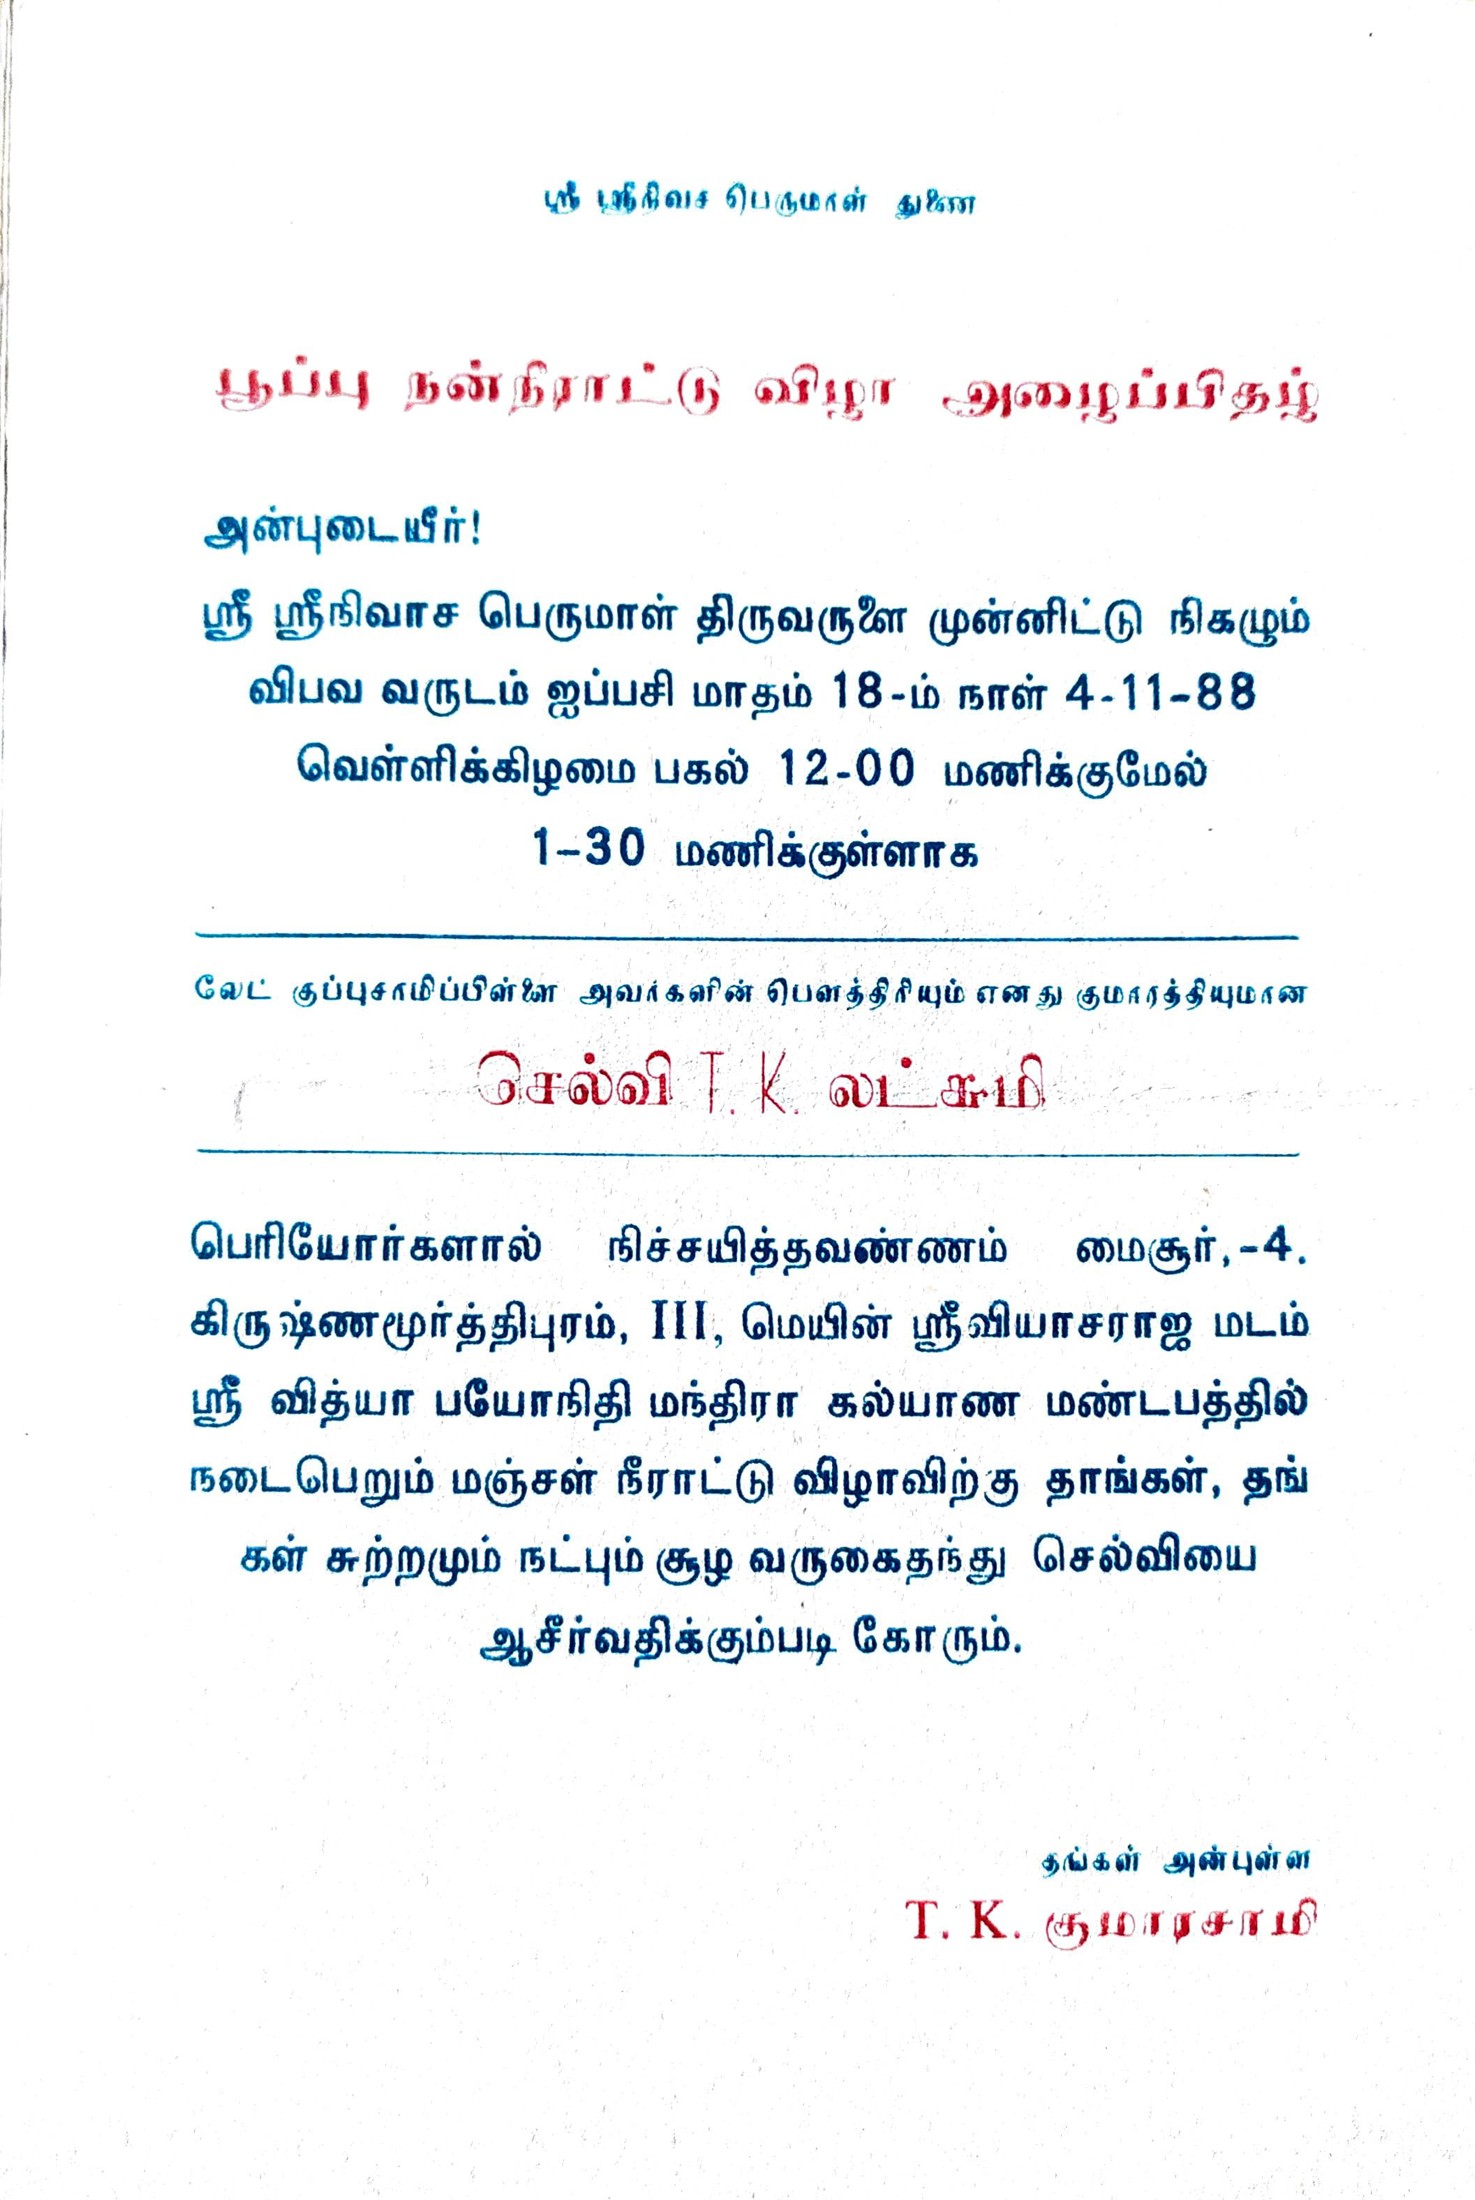 ஸ்ரீ ஸ்ரீநிவச பெருமாள் துணை
பூப்பு நன்நிராட்டு விழா அழைப்பிதழ்
அன்புடையீர்!
ஸ்ரீ ஸ்ரீநிவாச பெருமாள் திருவருளை முன்னிட்டு நிகழும்
விபவ வருடம் ஐப்பசி மாதம் 18-ம் நாள் 4-11-88
வெள்ளிக்கிழமை பகல் 12-00 மணிக்குமேல்
1-30 மணிக்குள்ளாக
லேட் குப்புசாமிப்பிள்ளை அவர்களின் பௌத்திரியும் எனது குமாரத்தியுமான
செல்வி T. K. லட்சுமி
பெரியோர்களால் நிச்சயித்தவண்ணம் மைசூர்,-4.
கிருஷ்ணமூர்த்திபுரம், III, மெயின் ஸ்ரீவியாசராஜ மடம்
ஸ்ரீ வித்யா பயோநிதி மந்திரா கல்யாண மண்டபத்தில்
நடைபெறும் மஞ்சள் நீராட்டு விழாவிற்கு தாங்கள், தங்
கள் சுற்றமும் நட்பும் சூழ வருகைதந்து செல்வியை
ஆசீர்வதிக்கும்படி கோரும்.
தங்கள் அன்புள்ள
T. K. குமாரசாமி